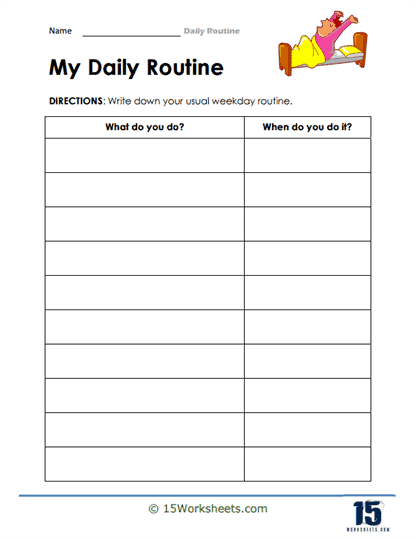 Name ____________________ Daily Routine
My Daily Routine
DIRECTIONS: Write down your usual weekday routine.
What do you do? When do you do it?
© 15Worksheets.com
15
WORKSHEETS.COM